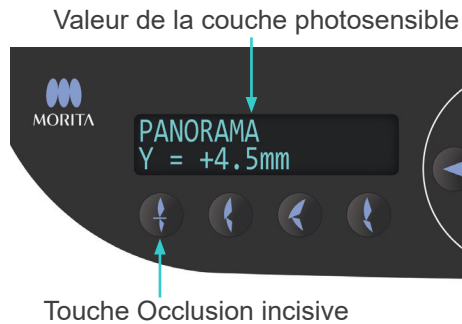 Valeur de la couche photosensible
MORITA
PANORAMA
Y = +4.5mm
Touche Occlusion incisive